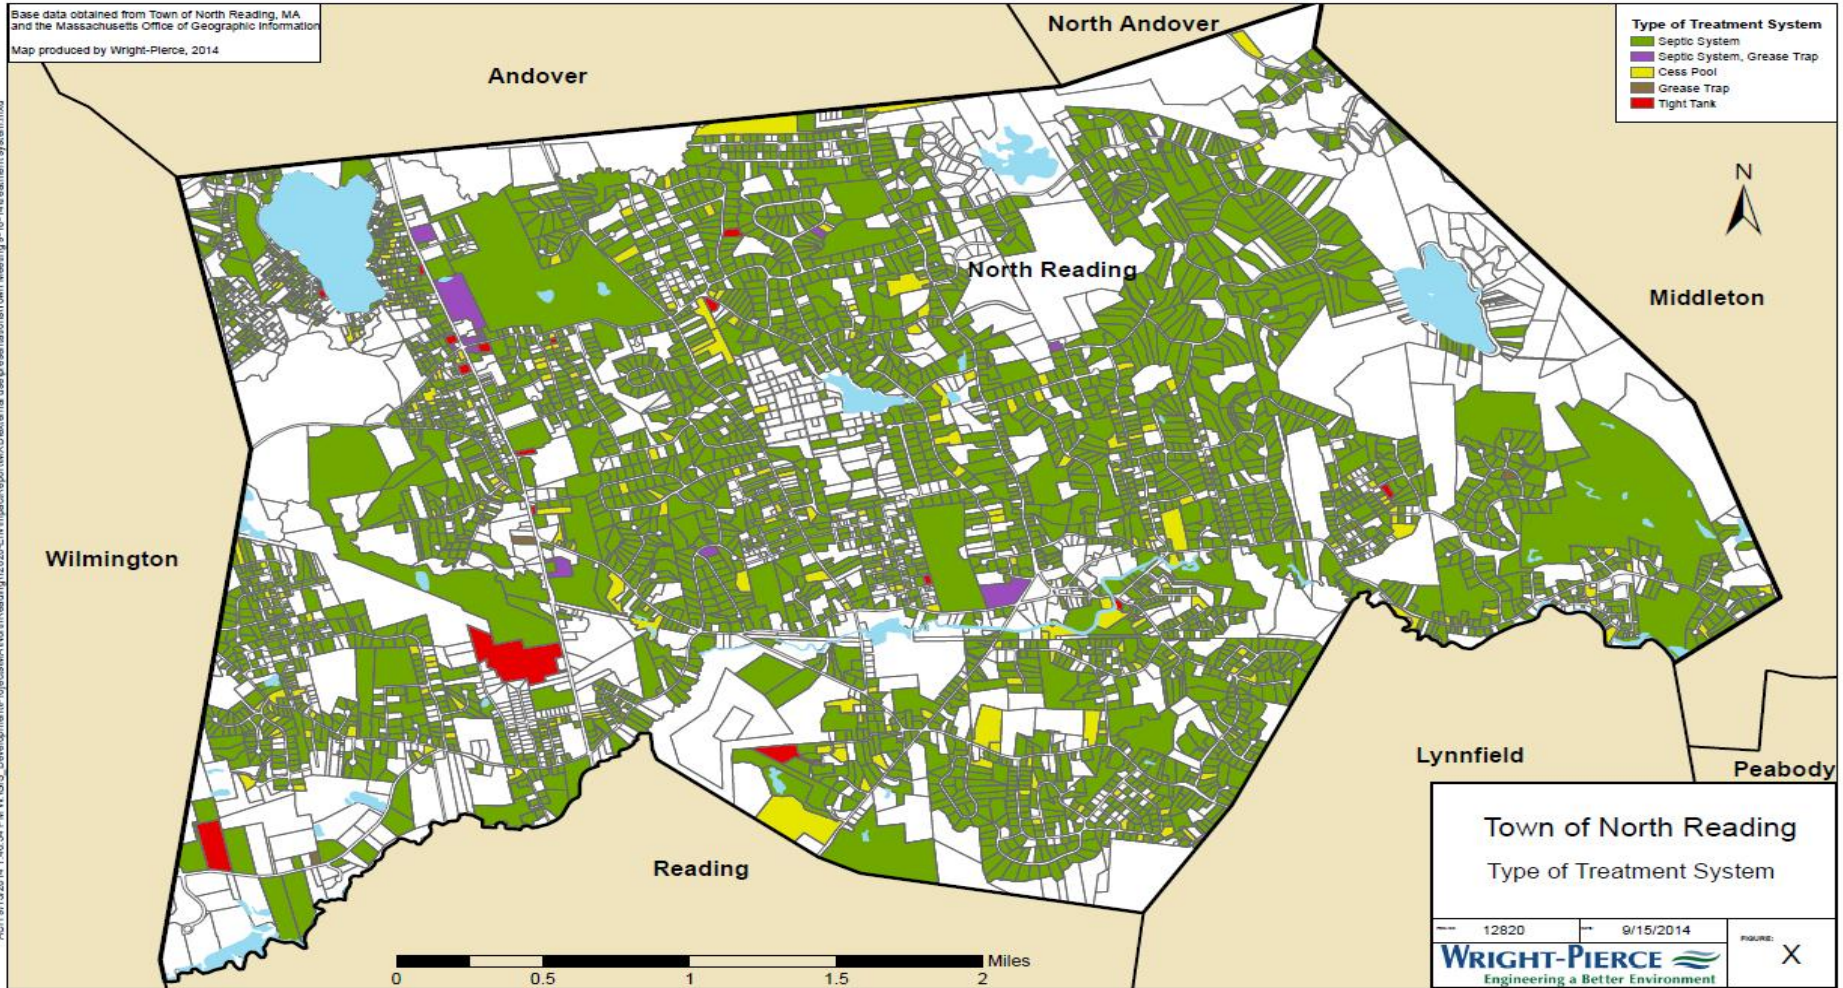 Base data obtained from Town of North Reading, MA
and the Massachusetts Office of Geographic Information
Map produced by Wright-Pierce, 2014
North Andover
Andover
Type of Treatment System
Septic System
Septic System, Grease Trap
Cess Pool
Grease Trap
Tight Tank
N
North Reading
Middleton
Wilmington
Lynnfield
Peabody
Reading
Town of North Reading
Type of Treatment System
12820
9/15/2014
FIGURE:
X
WRIGHT-PIERCE
Engineering a Better Environment
Miles
0 0.5 1 1.5 2